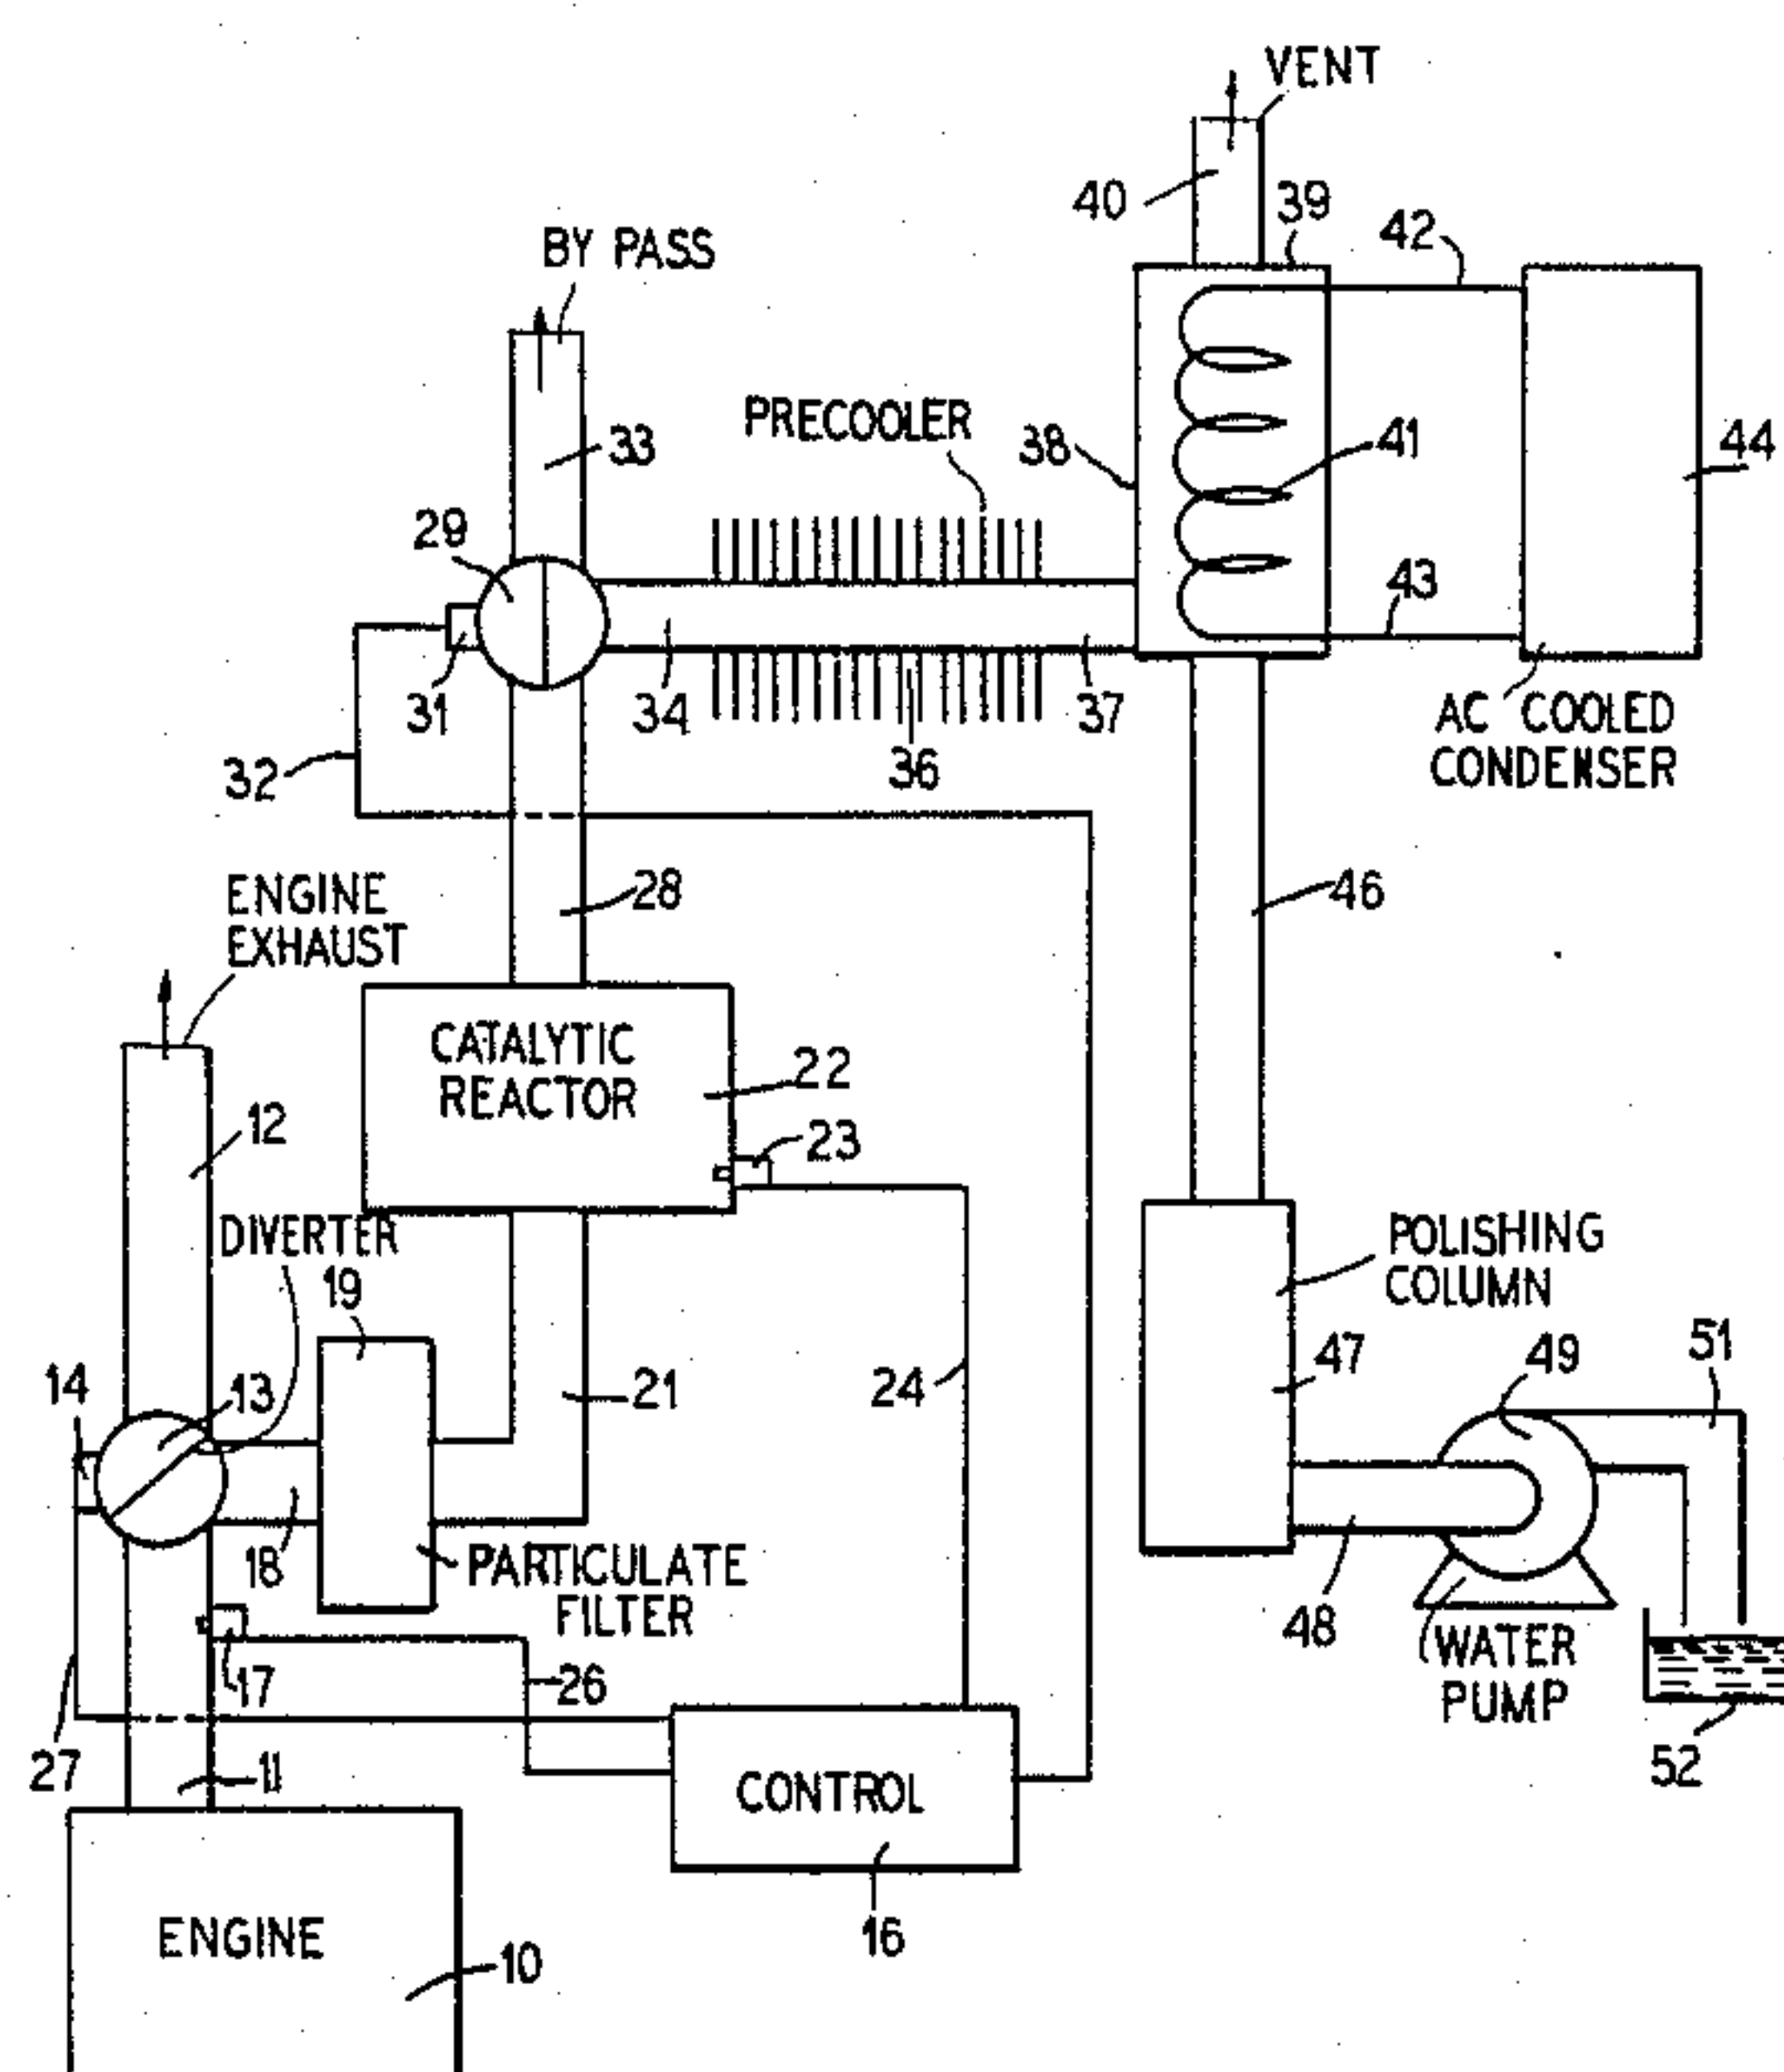 VENT
40
39
42
BY PASS
PRECOOLER
38
41
44
33
29
43
31
34
37
36
32
AC COOLED
CONDENSER
ENGINE
EXHAUST
28
46
CATALYTIC
REACTOR
22
12
23
DIVERTER
19
POLISHING
COLUMN
14
13
21
24
47
49
51
18
PARTICULATE
FILTER
48
17
26
WATER
PUMP
27
11
52
CONTROL
16
ENGINE
10